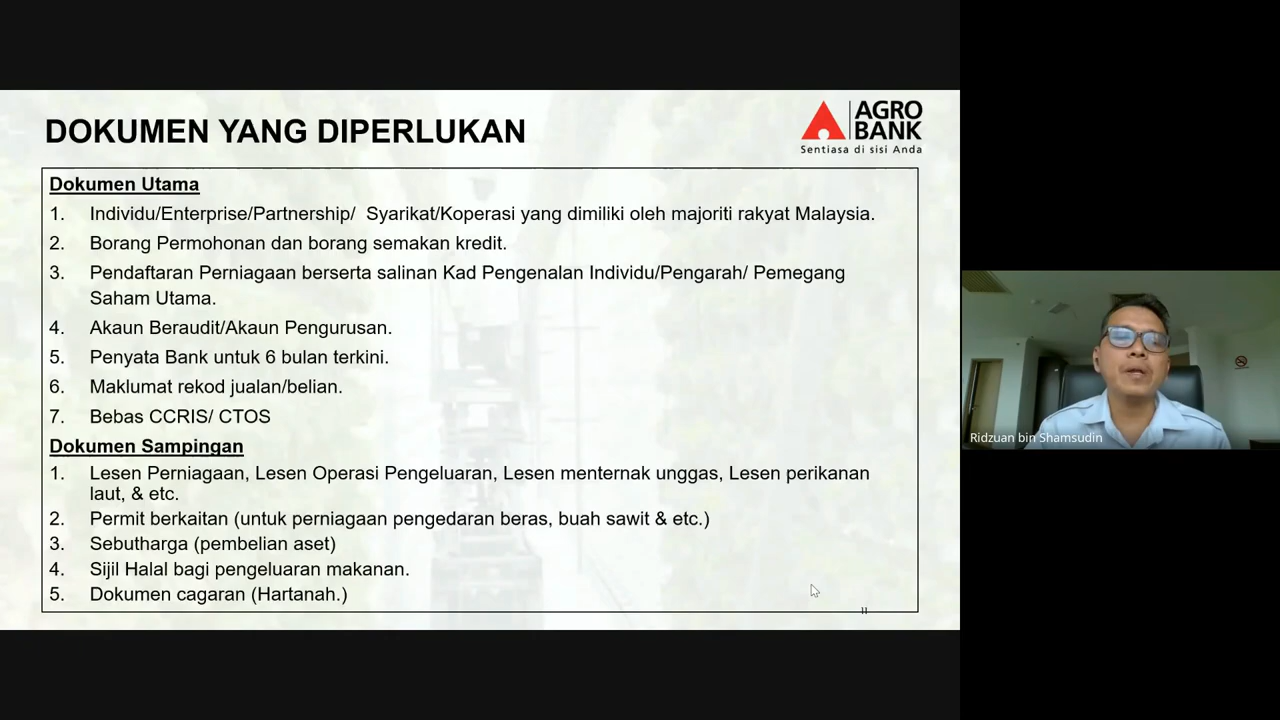 DOKUMEN YANG DIPERLUKAN
AGRO
BANK
Sentiasa di sisi Anda
Dokumen Utama
1. Individu/Enterprise/Partnership/ Syarikat/Koperasi yang dimiliki oleh majoriti rakyat Malaysia.
2. Borang Permohonan dan borang semakan kredit.
3. Pendaftaran Perniagaan berserta salinan Kad Pengenalan Individu/Pengarah/ Pemegang
Saham Utama.
4. Akaun Beraudit/Akaun Pengurusan.
5. Penyata Bank untuk 6 bulan terkini.
6. Maklumat rekod jualan/belian.
7. Bebas CCRIS/ CTOS
Dokumen Sampingan
1. Lesen Perniagaan, Lesen Operasi Pengeluaran, Lesen menternak unggas, Lesen perikanan
laut, & etc.
2. Permit berkaitan (untuk perniagaan pengedaran beras, buah sawit & etc.)
3. Sebutharga (pembelian aset)
4. Sijil Halal bagi pengeluaran makanan.
5. Dokumen cagaran (Hartanah.)
11
Ridzuan bin Shamsudin